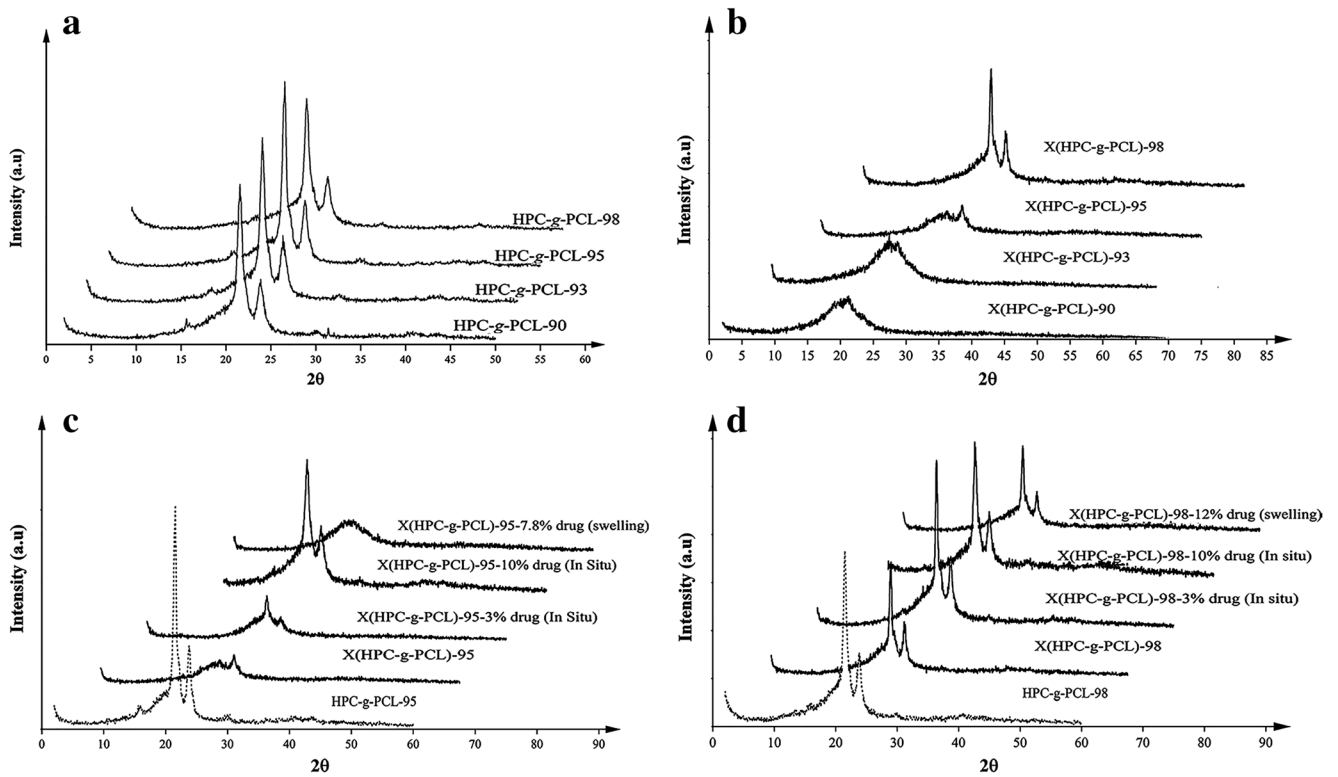 a
Intensity (a.u)
HPC-g-PCL-98
HPC-g-PCL-95
HPC-g-PCL-93
HPC-g-PCL-90
0 5 10 15 20 25 30 35 40 45 50 55 60
2θ
b
Intensity (a.u)
X(HPC-g-PCL)-98
X(HPC-g-PCL)-95
X(HPC-g-PCL)-93
X(HPC-g-PCL)-90
0 5 10 15 20 25 30 35 40 45 50 55 60 65 70 75 80 85
2θ
c
Intensity (a.u)
X(HPC-g-PCL)-95-7.8% drug (swelling)
X(HPC-g-PCL)-95-10% drug (In Situ)
X(HPC-g-PCL)-95-3% drug (In Situ)
X(HPC-g-PCL)-95
HPC-g-PCL-95
0 10 20 30 40 50 60 70 80 90
2θ
d
Intensity (a.u)
X(HPC-g-PCL)-98-12% drug (swelling)
X(HPC-g-PCL)-98-10% drug (In situ)
X(HPC-g-PCL)-98-3% drug (In situ)
X(HPC-g-PCL)-98
HPC-g-PCL-98
0 10 20 30 40 50 60 70 80 90
2θ